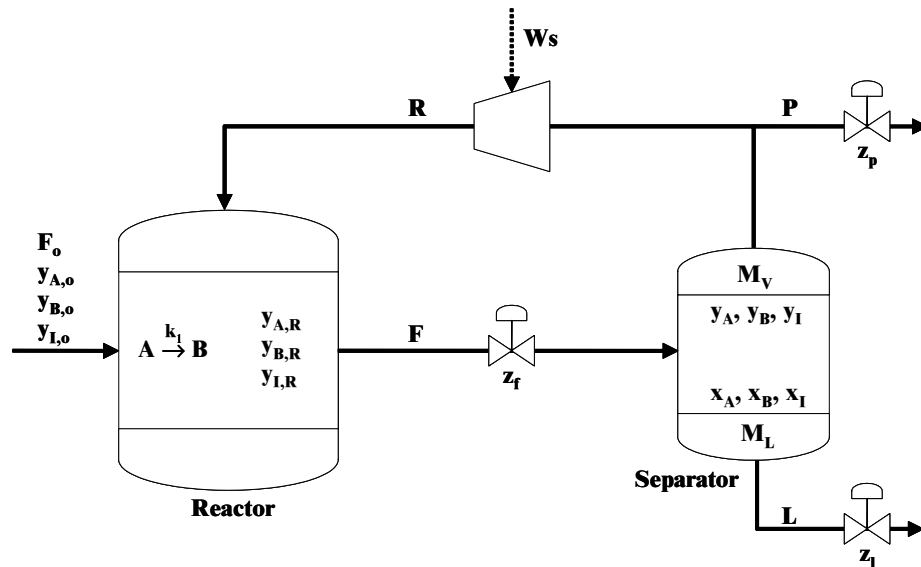 Ws
R
P
z_p
F_o
y_A,o
y_B,o
y_I,o
A k_1 → B
y_A,R
y_B,R
y_I,R
F
z_f
M_V
y_A, y_B, y_I
x_A, x_B, x_I
M_L
Reactor
Separator
L
z_l